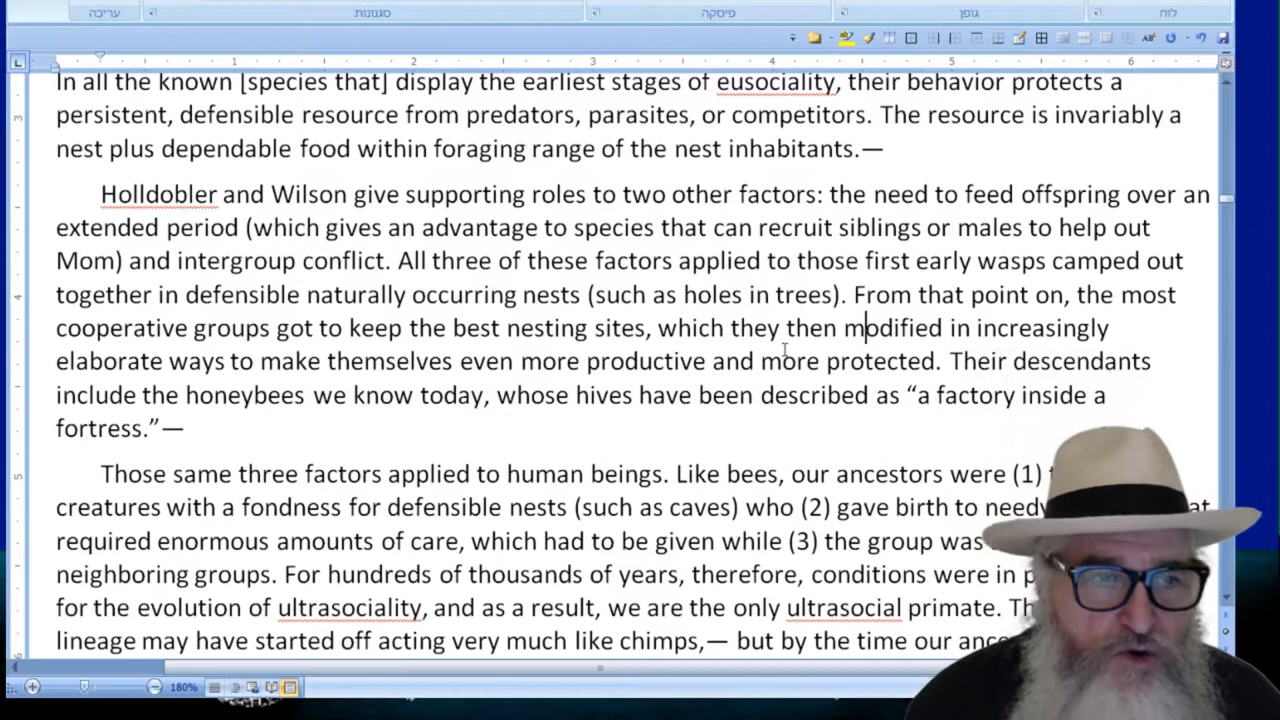 עריכה סגנונות פיסקה גופן לוח
1 2 3 4 5 6
In all the known [species that] display the earliest stages of eusociality, their behavior protects a
persistent, defensible resource from predators, parasites, or competitors. The resource is invariably a
nest plus dependable food within foraging range of the nest inhabitants.—
Holldobler and Wilson give supporting roles to two other factors: the need to feed offspring over an
extended period (which gives an advantage to species that can recruit siblings or males to help out
Mom) and intergroup conflict. All three of these factors applied to those first early wasps camped out
together in defensible naturally occurring nests (such as holes in trees). From that point on, the most
cooperative groups got to keep the best nesting sites, which they then modified in increasingly
elaborate ways to make themselves even more productive and more protected. Their descendants
include the honeybees we know today, whose hives have been described as “a factory inside a
fortress.”—
Those same three factors applied to human beings. Like bees, our ancestors were (1)
creatures with a fondness for defensible nests (such as caves) who (2) gave birth to needy
required enormous amounts of care, which had to be given while (3) the group was
neighboring groups. For hundreds of thousands of years, therefore, conditions were in
for the evolution of ultrasociality, and as a result, we are the only ultrasocial primate.
lineage may have started off acting very much like chimps,— but by the time our
180%